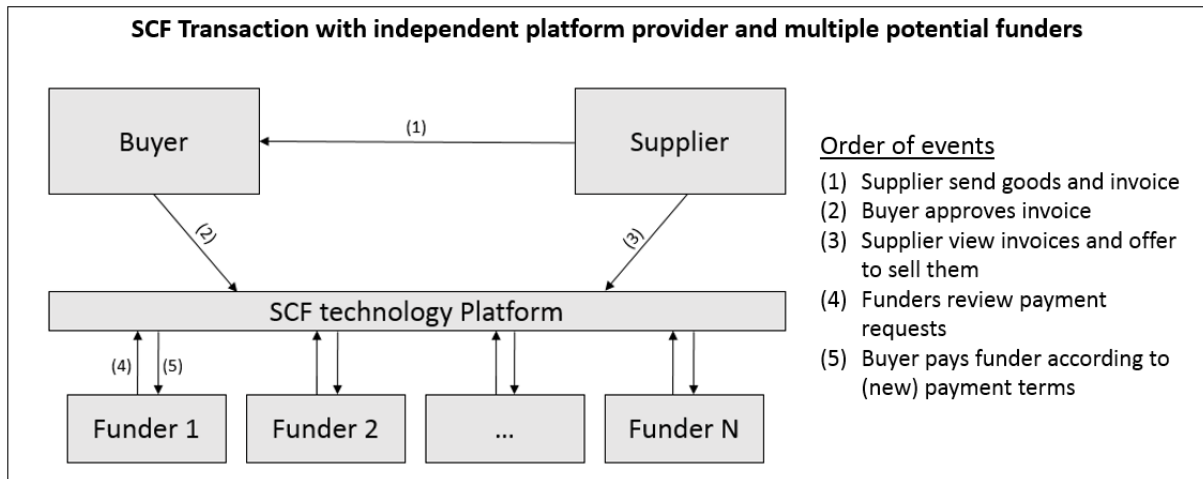 SCF Transaction with independent platform provider and multiple potential funders
Buyer
(1)
Supplier
(2)
(3)
SCF technology Platform
(4)
(5)
Funder 1
Funder 2
...
Funder N
Order of events
(1) Supplier send goods and invoice
(2) Buyer approves invoice
(3) Supplier view invoices and offer
to sell them
(4) Funders review payment
requests
(5) Buyer pays funder according to
(new) payment terms